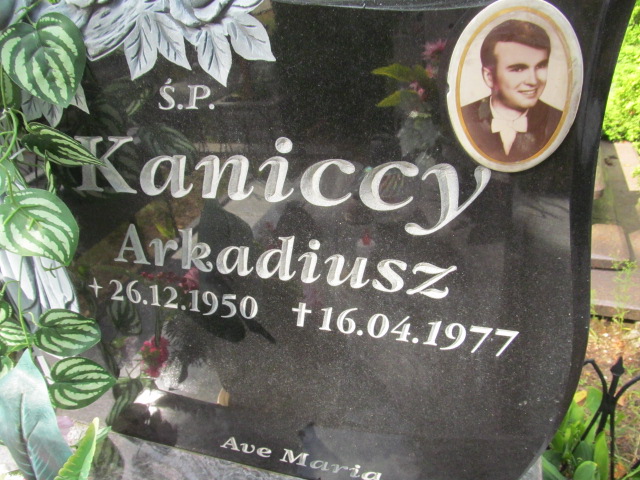 Ś.P.
Kaniccy
Arkadiusz
+26.12.1950 †16.04.1977
Ave Maria